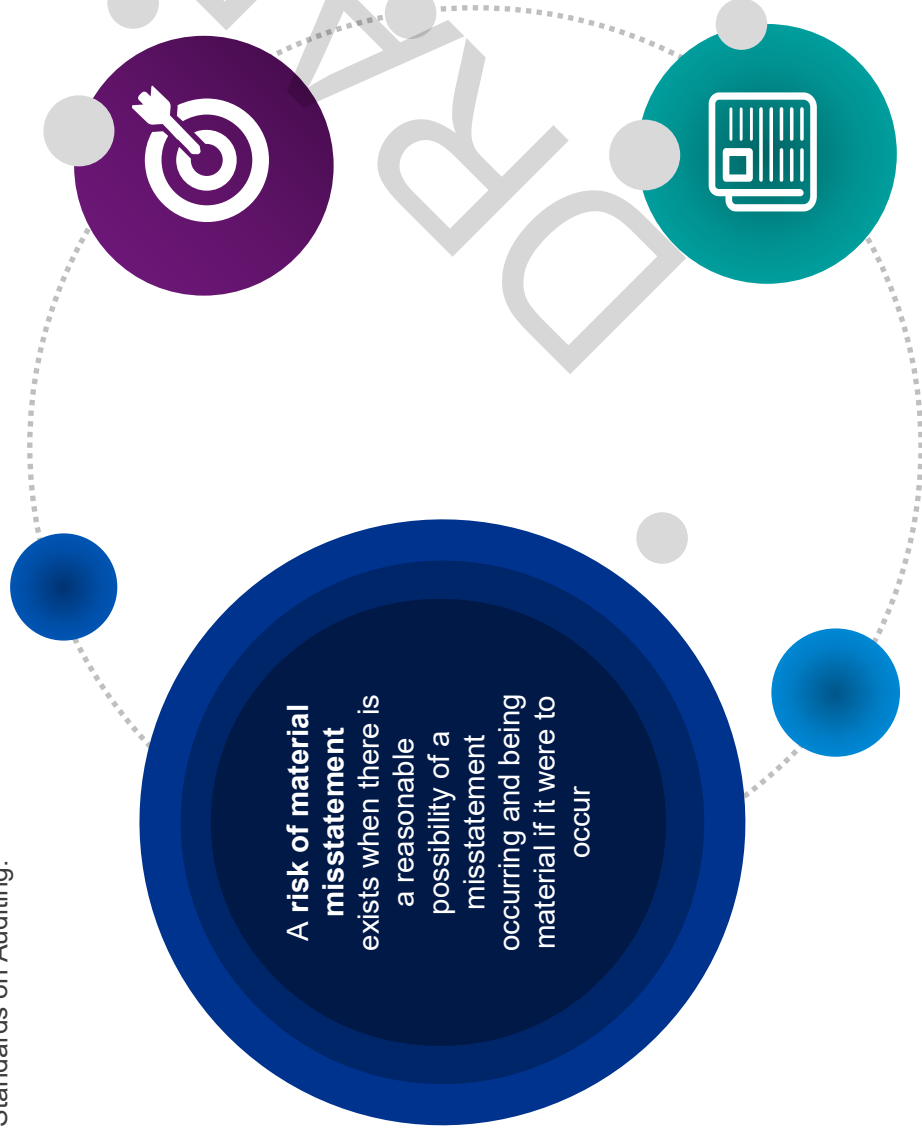 Standards on Auditing.
A risk of material
misstatement
exists when there is
a reasonable
possibility of a
misstatement
occurring and being
material if it were to
occur
DRA